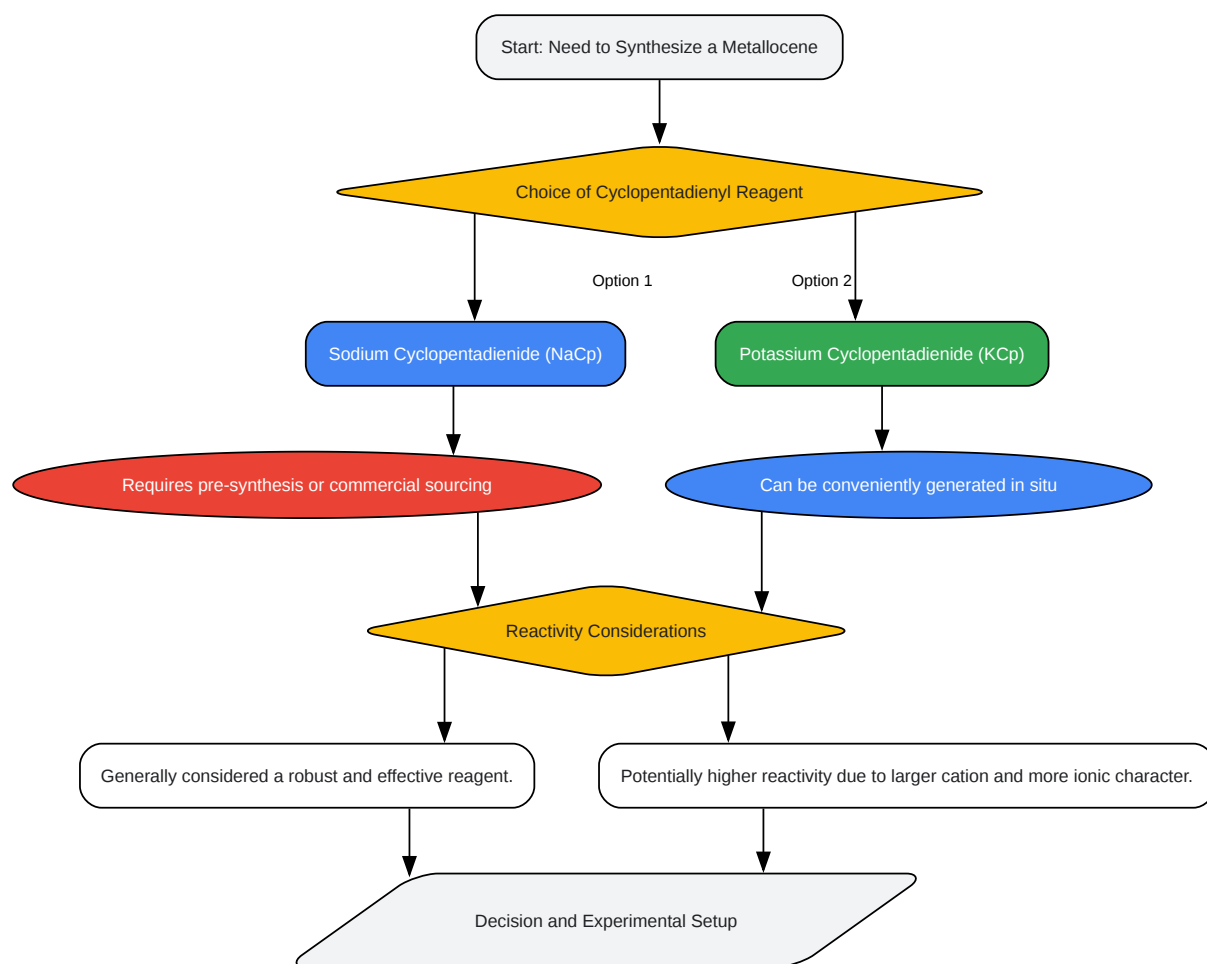 Start: Need to Synthesize a Metallocene
Choice of Cyclopentadienyl Reagent
Option 1
Option 2
Sodium Cyclopentadienide (NaCp)
Potassium Cyclopentadienide (KCp)
Requires pre-synthesis or commercial sourcing
Can be conveniently generated in situ
Reactivity Considerations
Generally considered a robust and effective reagent.
Potentially higher reactivity due to larger cation and more ionic character.
Decision and Experimental Setup